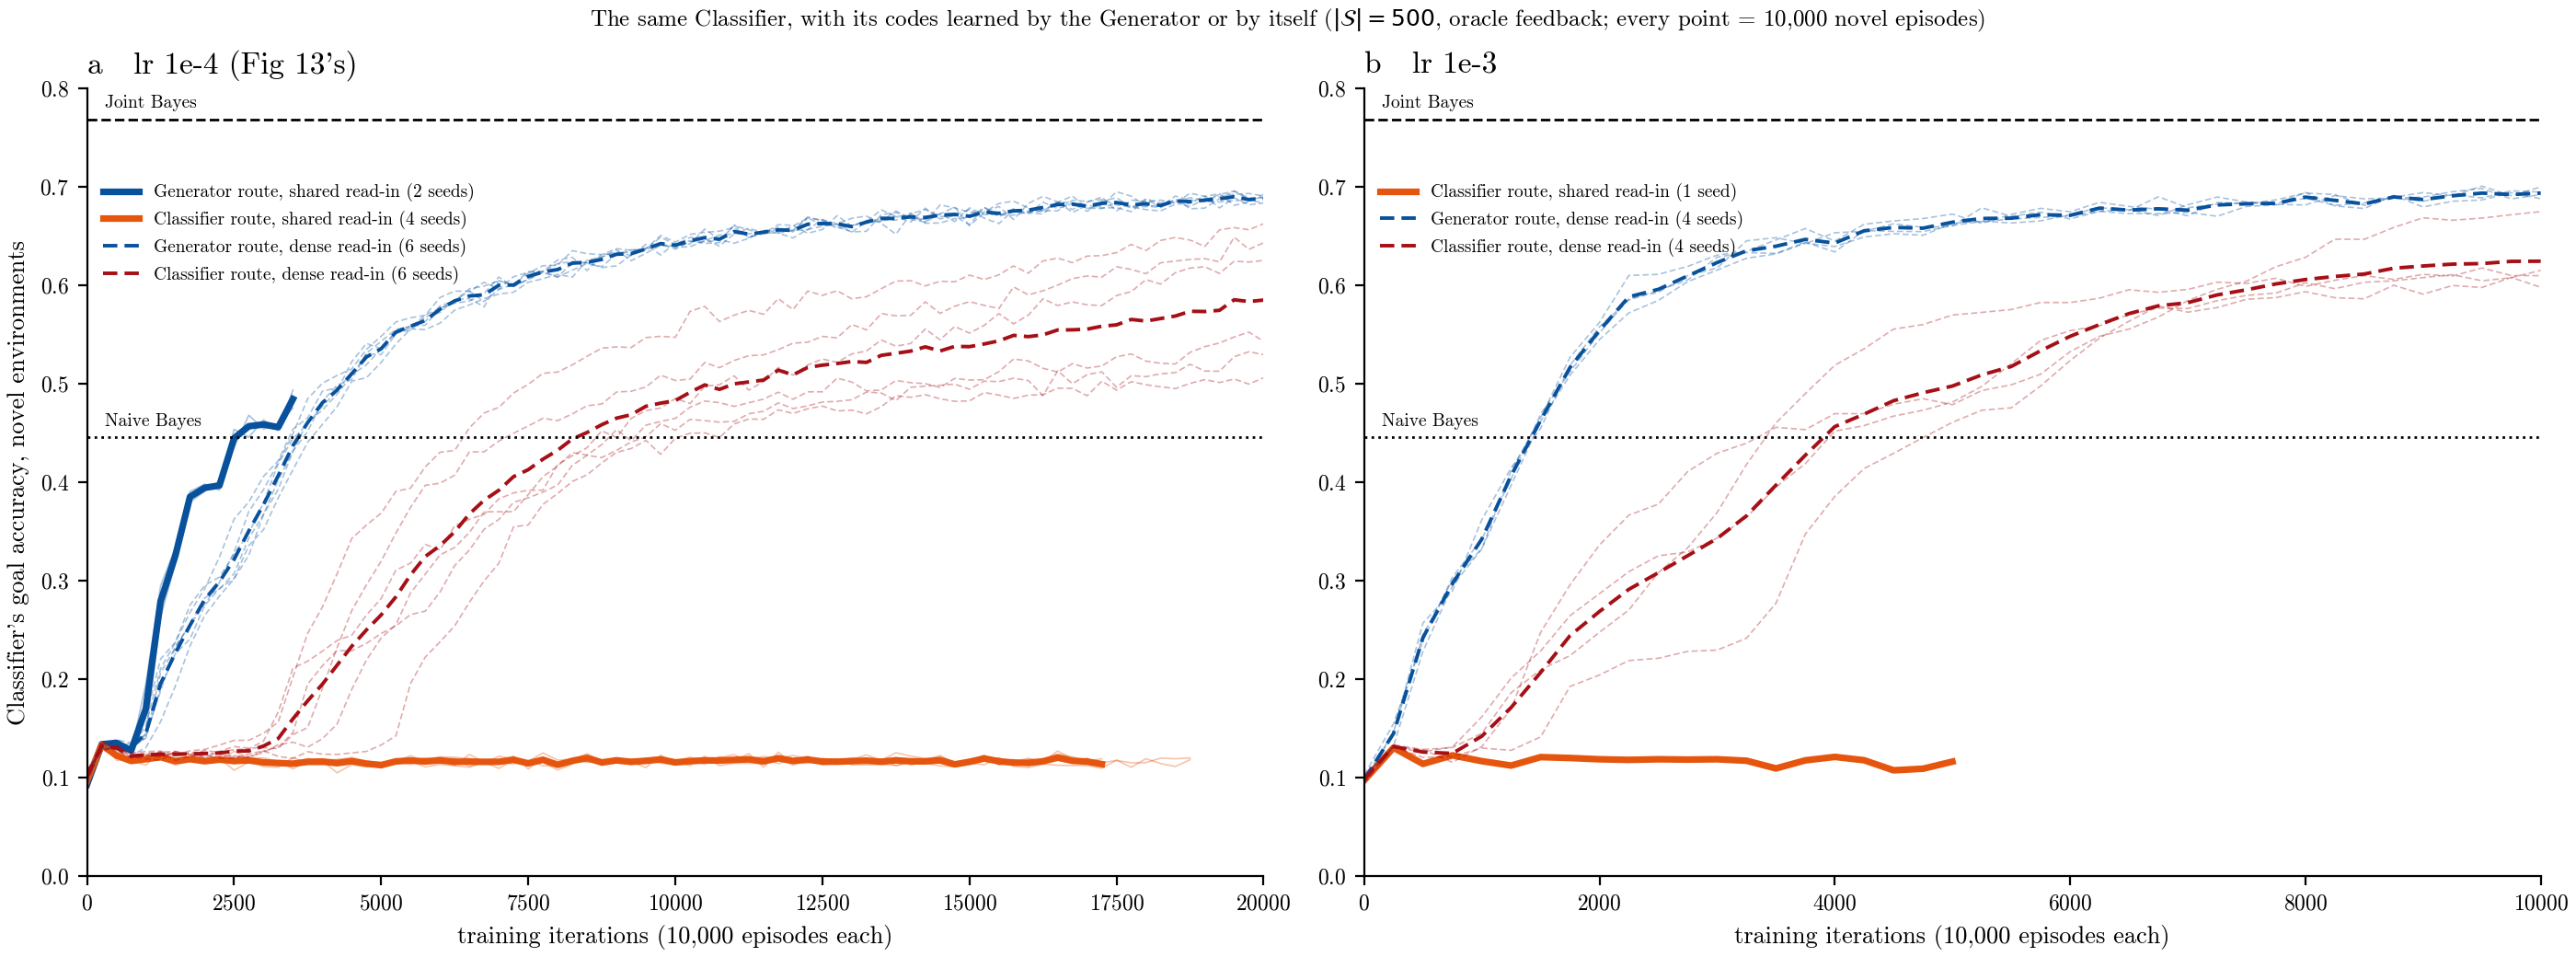 The same Classifier, with its codes learned by the Generator or by itself (|𝒮| = 500, oracle feedback; every point = 10,000 novel episodes)
a lr 1e-4 (Fig 13's)
Classifier's goal accuracy, novel environments
0.8
0.7
0.6
0.5
0.4
0.3
0.2
0.1
0.0
Joint Bayes
Generator route, shared read-in (2 seeds)
Classifier route, shared read-in (4 seeds)
Generator route, dense read-in (6 seeds)
Classifier route, dense read-in (6 seeds)
Naive Bayes
0 2500 5000 7500 10000 12500 15000 17500 20000
training iterations (10,000 episodes each)
b lr 1e-3
0.8
0.7
0.6
0.5
0.4
0.3
0.2
0.1
0.0
Joint Bayes
Classifier route, shared read-in (1 seed)
Generator route, dense read-in (4 seeds)
Classifier route, dense read-in (4 seeds)
Naive Bayes
0 2000 4000 6000 8000 10000
training iterations (10,000 episodes each)